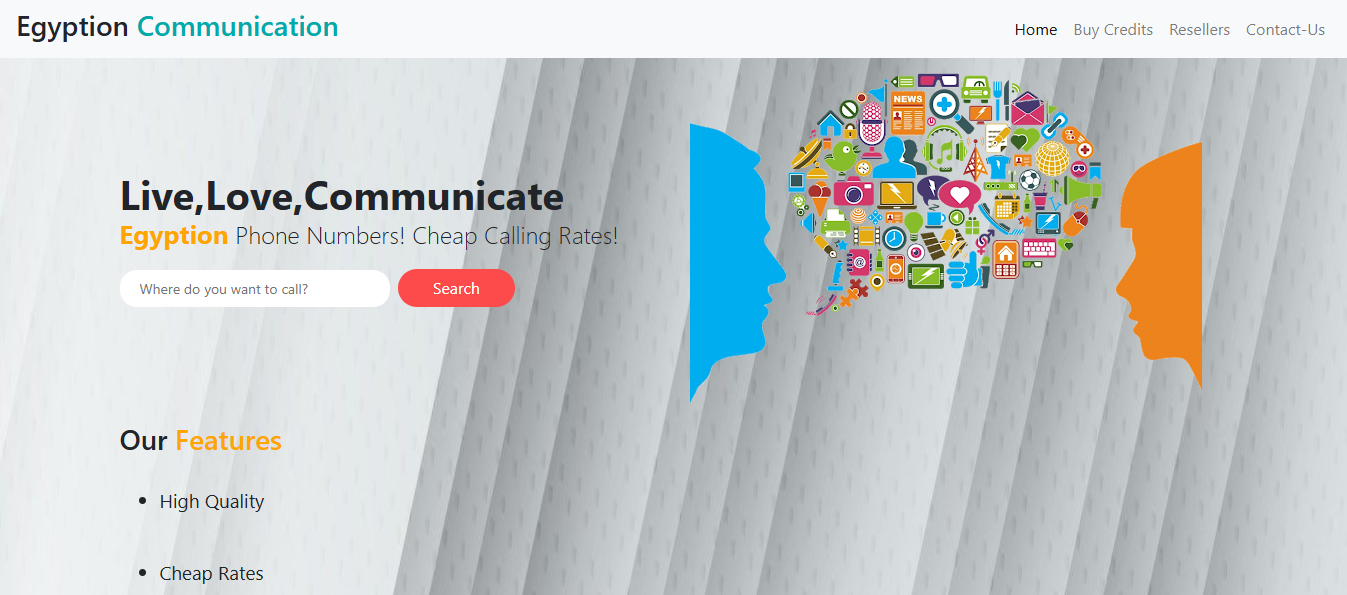 Egyption Communication
Home Buy Credits Resellers Contact-Us
NEWS
Live,Love,Communicate
Egyption Phone Numbers! Cheap Calling Rates!
Where do you want to call?
Search
Our Features
High Quality
Cheap Rates